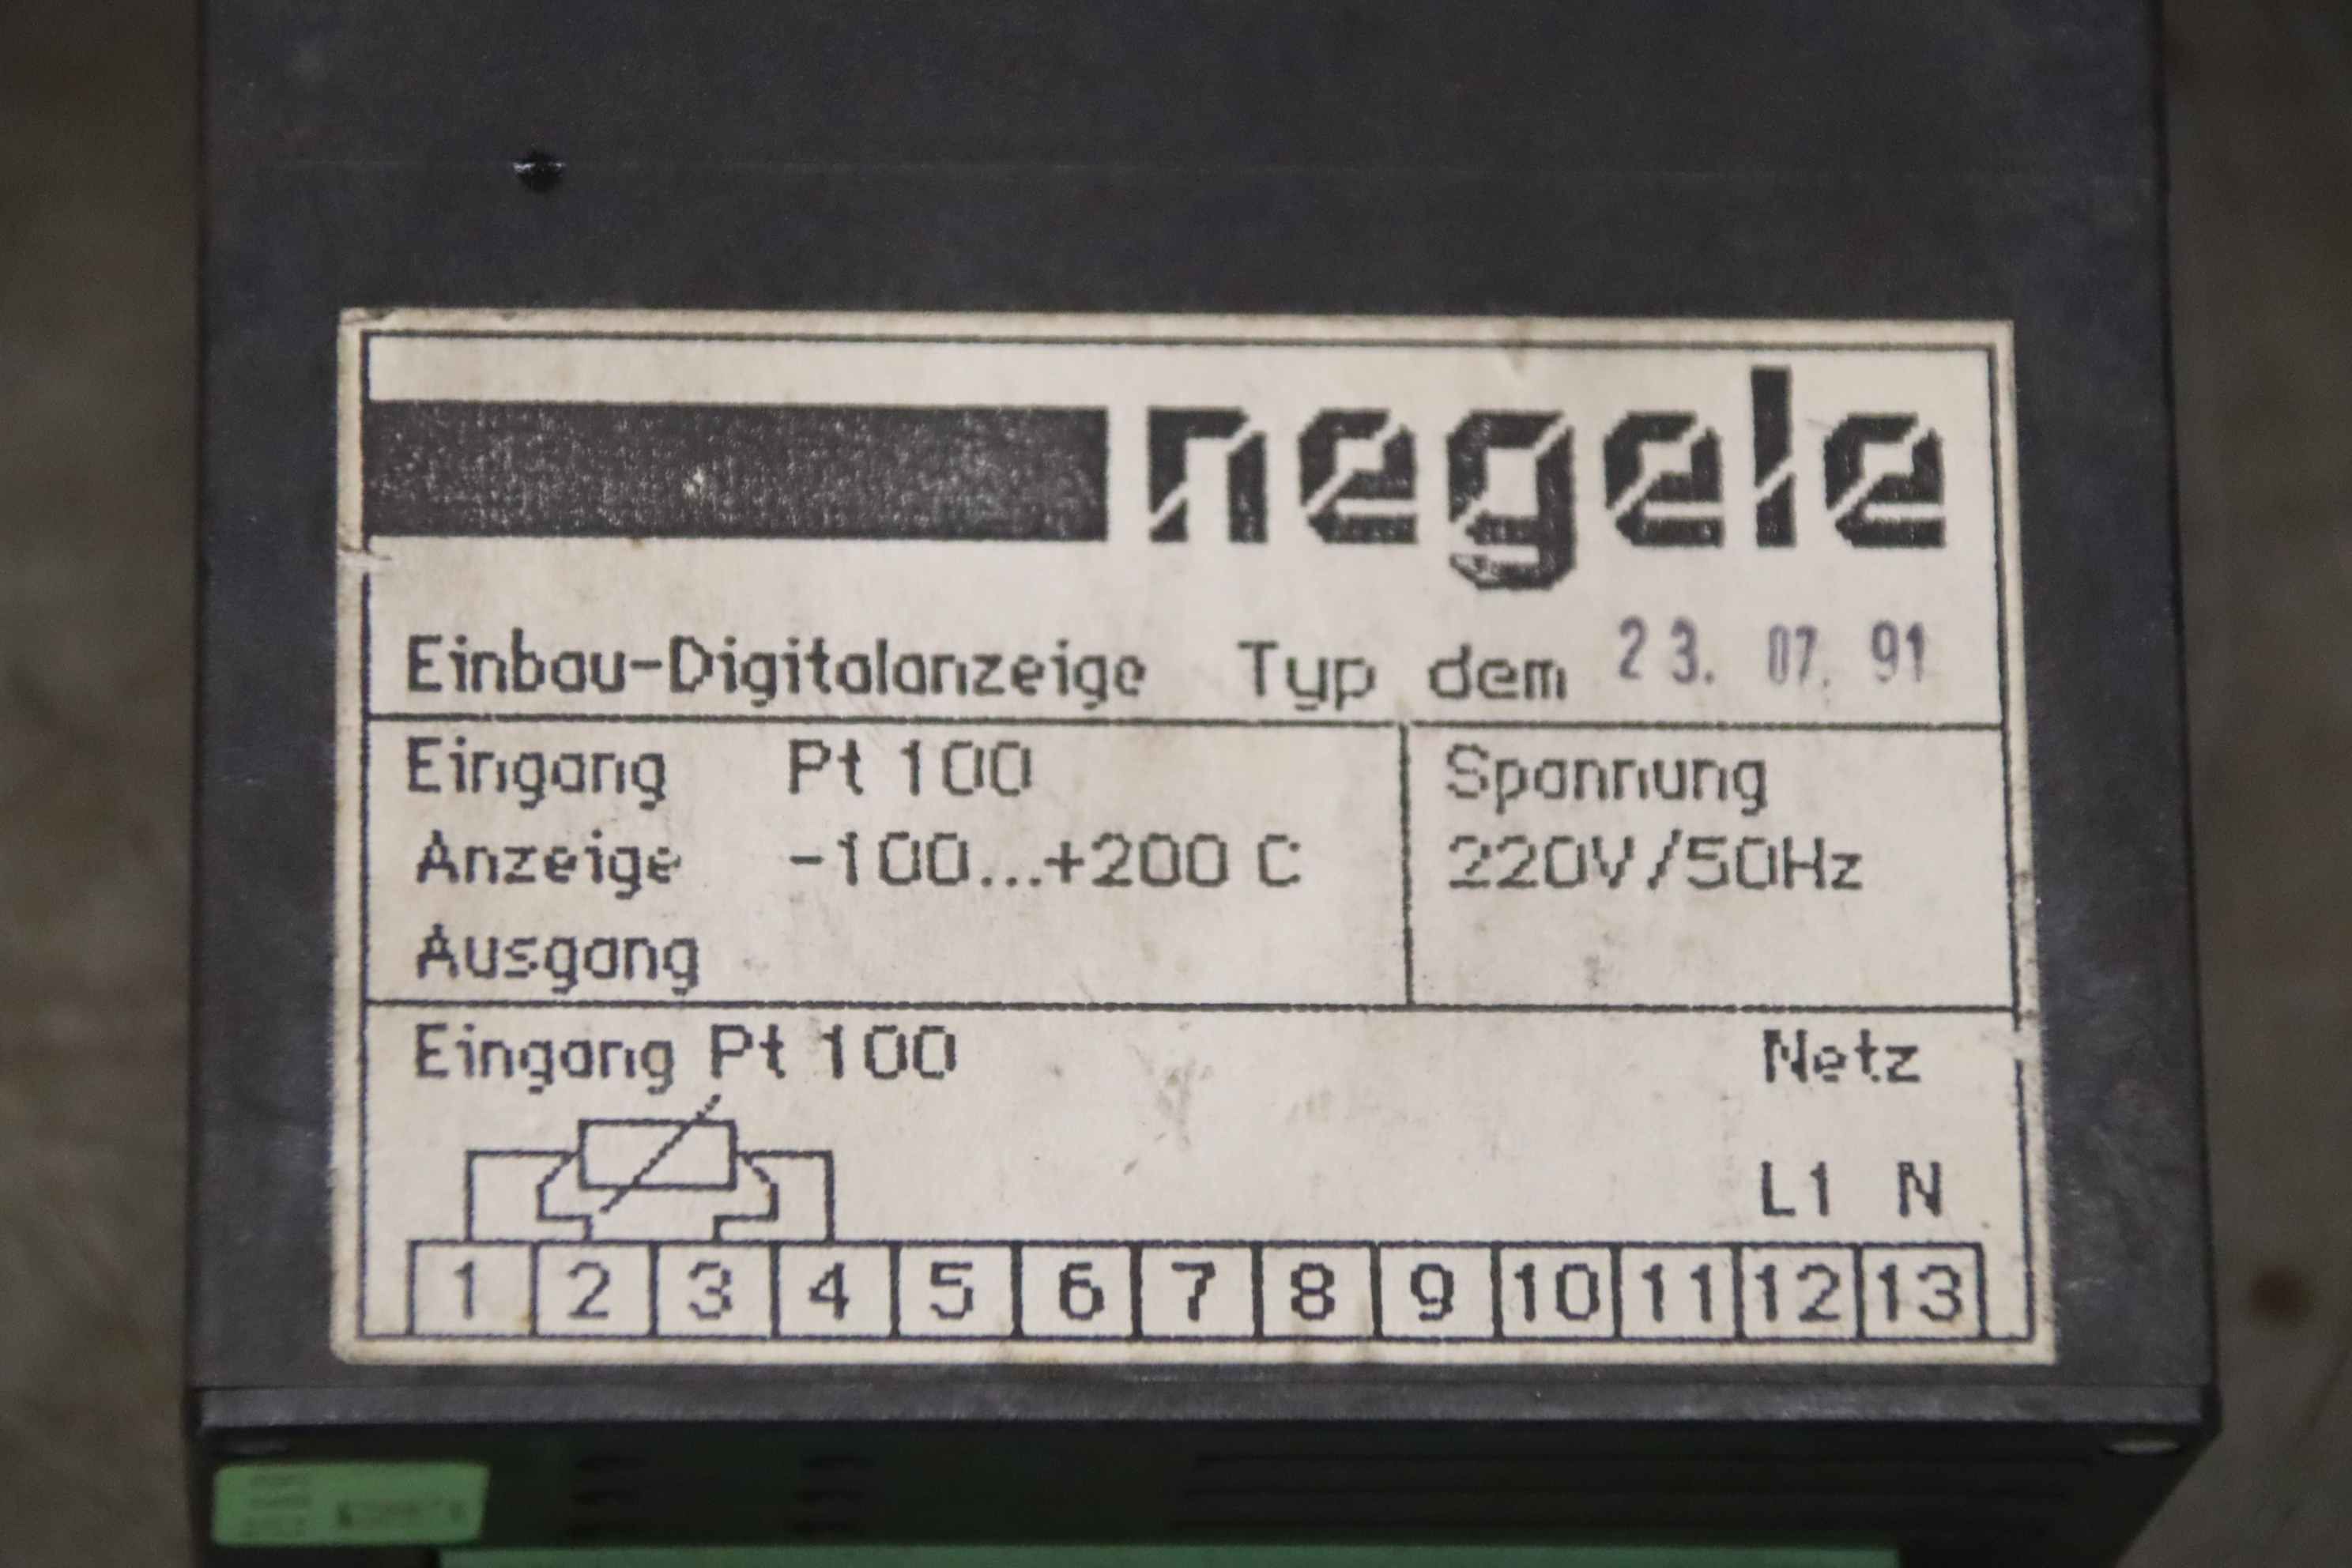 negele
Einbau-Digitalanzeige Typ dem 23. 07. 91
Eingang Pt 100
Anzeige -100...+200 C
Ausgang
Spannung
220V/50Hz
Eingang Pt 100
Netz
L1 N
1 2 3 4 5 6 7 8 9 10 11 12 13